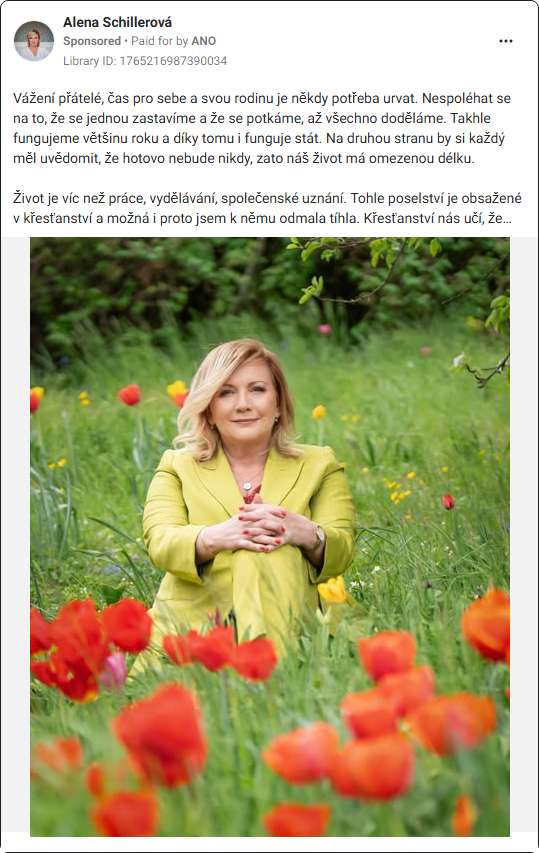 Alena Schillerová
Sponsored • Paid for by ANO
Library ID: 1765216987390034
Vážení přátelé, čas pro sebe a svou rodinu je někdy potřeba urvat. Nespoléhat se
na to, že se jednou zastavíme a že se potkáme, až všechno doděláme. Takhle
fungujeme většinu roku a díky tomu i funguje stát. Na druhou stranu by si každý
měl uvědomit, že hotovo nebude nikdy, zato náš život má omezenou délku.
Život je víc než práce, vydělávání, společenské uznání. Tohle poselství je obsažené
v křesťanství a možná i proto jsem k němu odmala tíhla. Křesťanství nás učí, že…